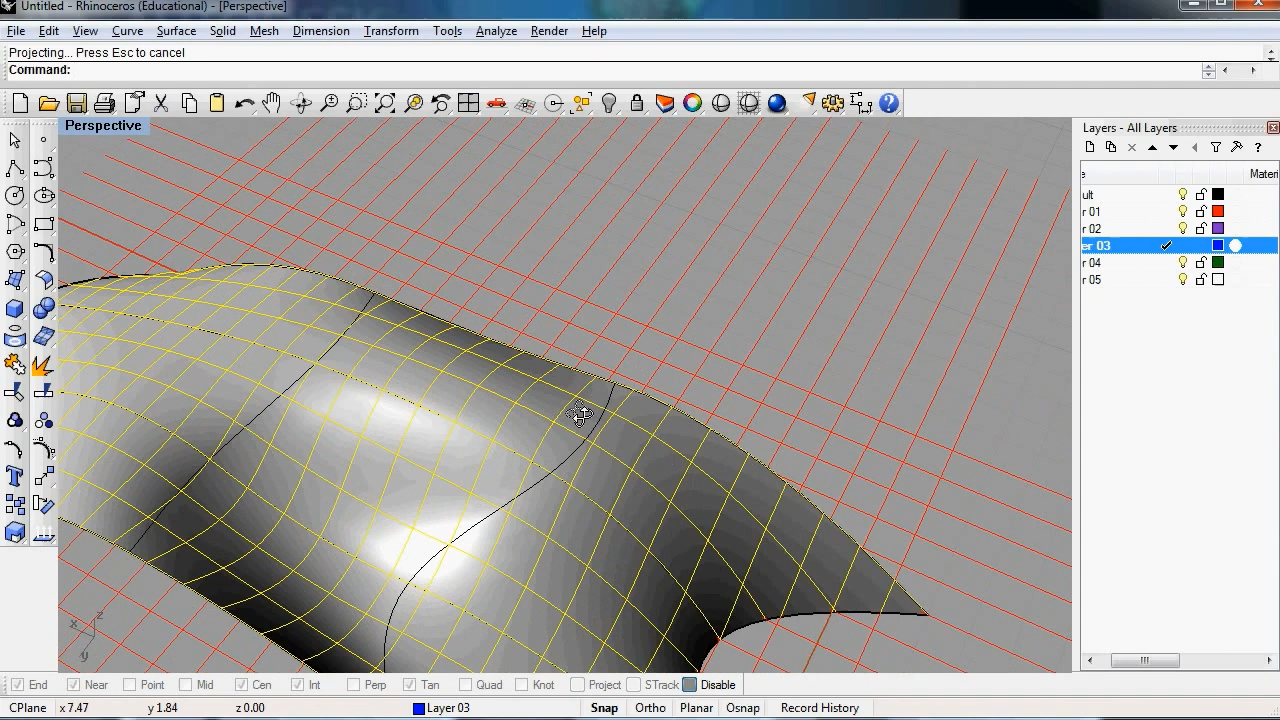 Untitled - Rhinoceros (Educational) - [Perspective]
File Edit View Curve Surface Solid Mesh Dimension Transform Tools Analyze Render Help
Projecting... Press Esc to cancel
Command:
Perspective
Layers - All Layers
e Materi
ult
r 01
r 02
er 03
r 04
r 05
z
x
y
End Near Point Mid Cen Int Perp Tan Quad Knot Project STrack Disable
CPlane x 7.47 y 1.84 z 0.00 Layer 03 Snap Ortho Planar Osnap Record History